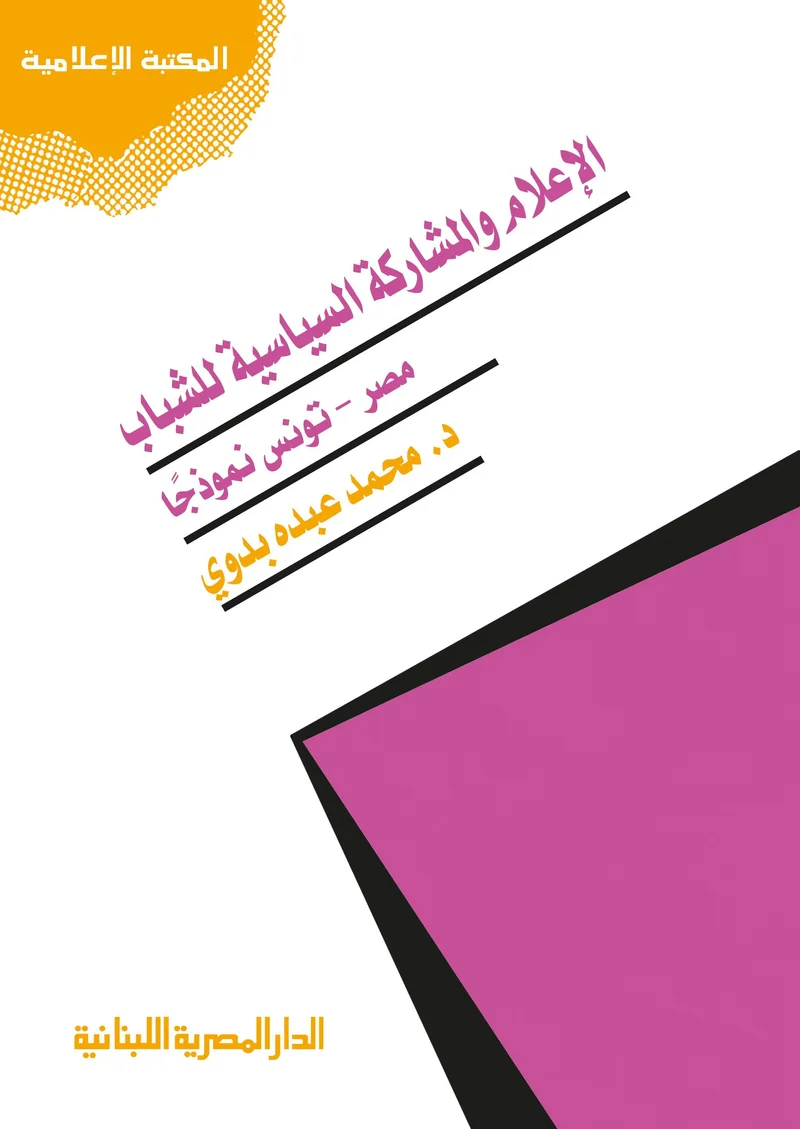 المكتبة الإعلامية
الإعلام والمشاركة السياسية للشباب
مصر - تونس نموذجًا
د. محمد عبده بدوي
الدار المصرية اللبنانية